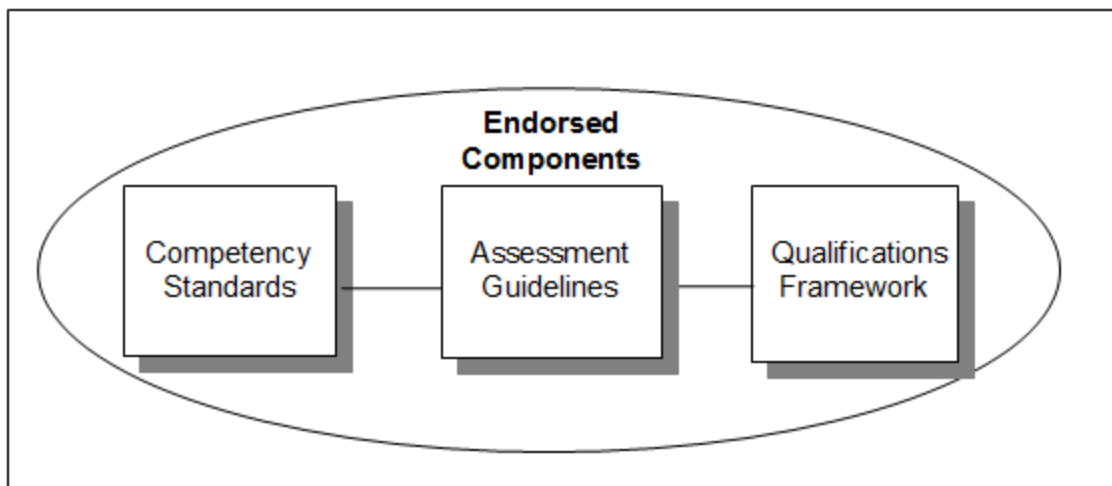 Endorsed
Components
Competency
Standards
Assessment
Guidelines
Qualifications
Framework